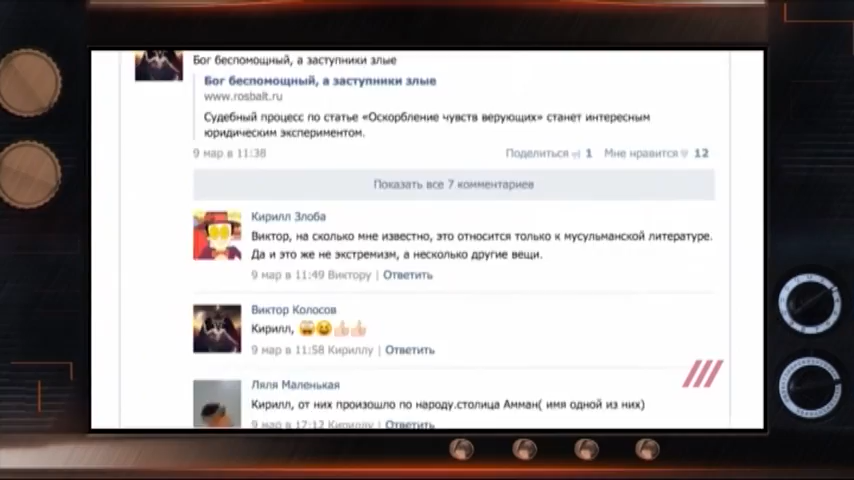 Бог беспомощный, а заступники злые
Бог беспомощный, а заступники злые
www.rosbalt.ru
Судебный процесс по статье «Оскорбление чувств верующих» станет интересным
юридическим экспериментом.
9 мар в 11:38 Поделиться 1 Мне нравится 12
Показать все 7 комментариев
Кирилл Злоба
Виктор, на сколько мне известно, это относится только к мусульманской литературе.
Да и это же не экстремизм, а несколько другие вещи.
9 мар в 11:49 Виктору | Ответить
Виктор Колосов
Кирилл,
9 мар в 11:58 Кириллу | Ответить
Ляля Маленькая
Кирилл, от них произошло по народу.столица Амман( имя одной из них)
9 мар в 17:12 Кириллу | Ответить